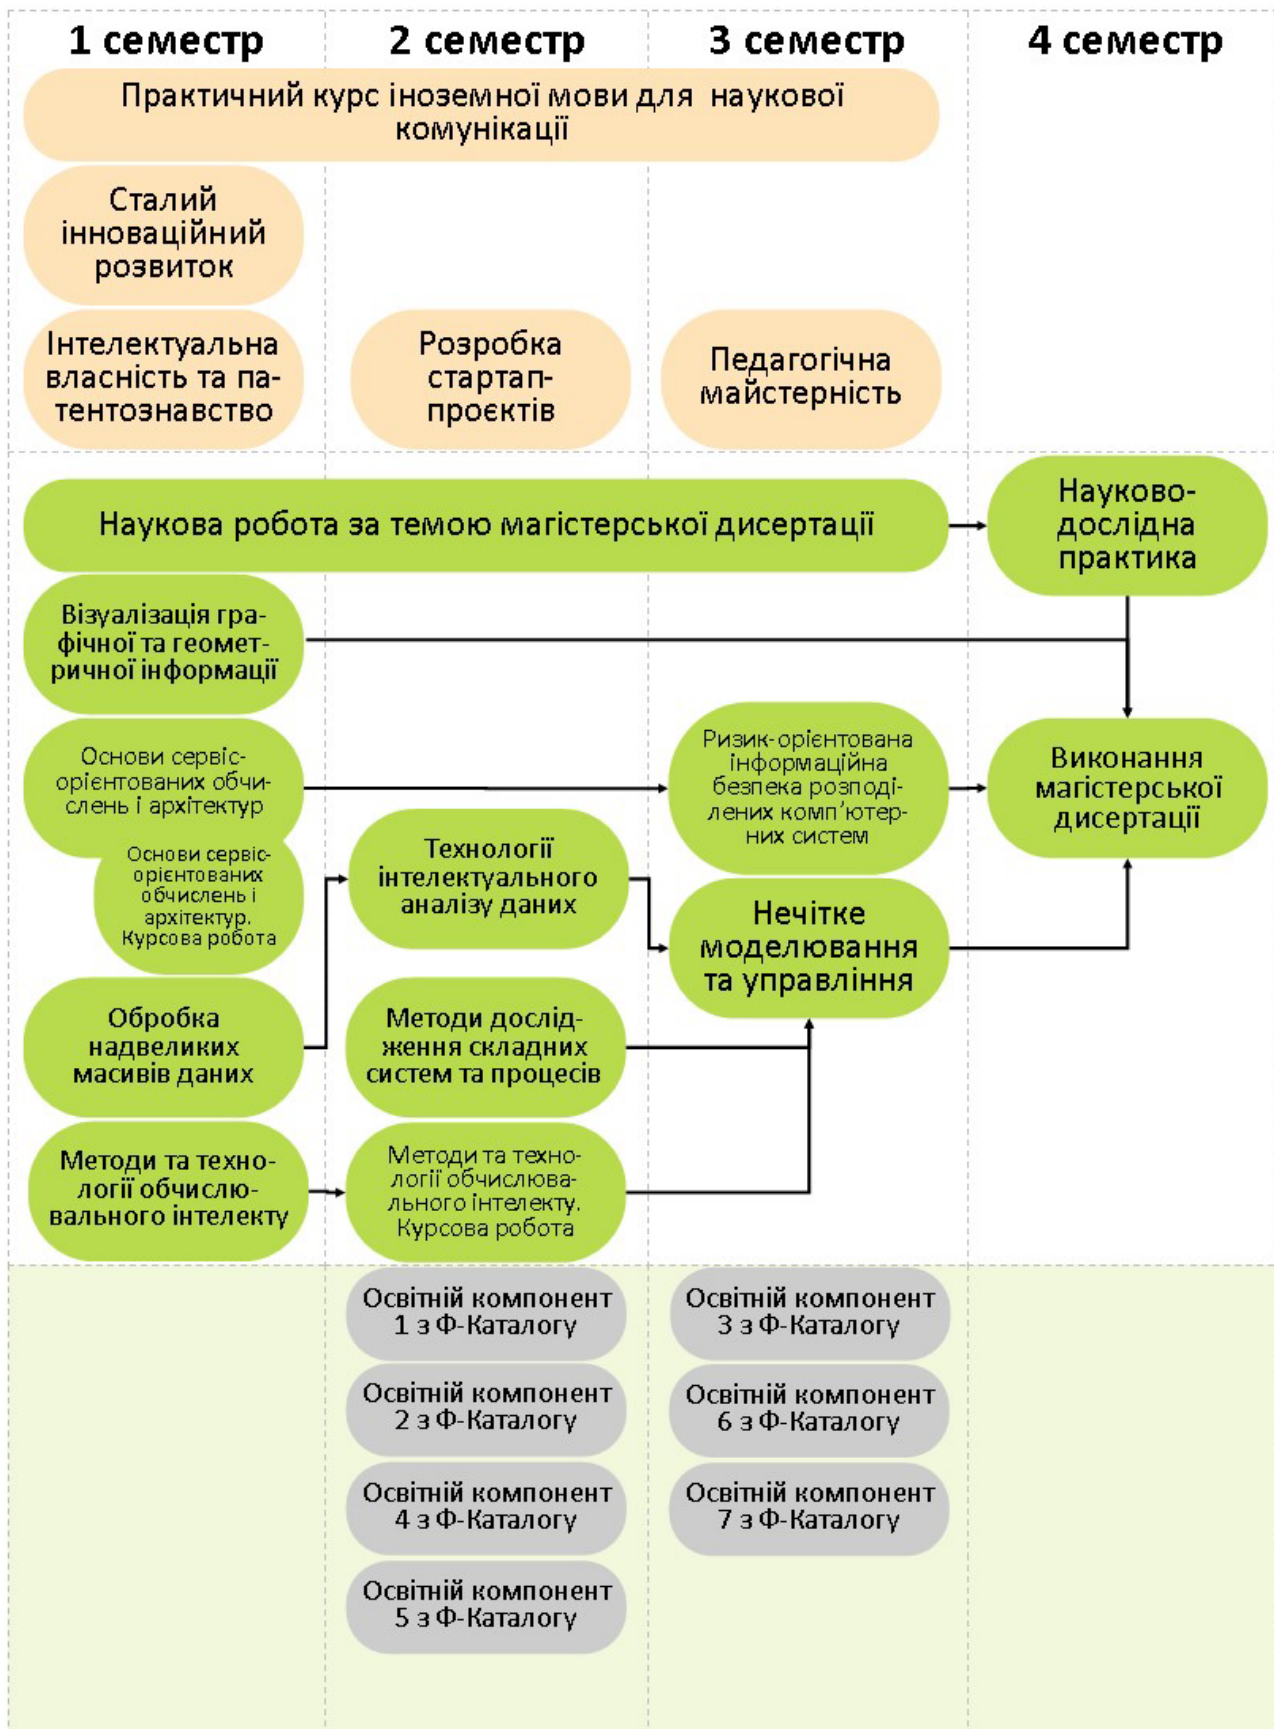 1 семестр
2 семестр
3 семестр
4 семестр
Практичний курс іноземної мови для наукової
комунікації
Сталий
інноваційний
розвиток
Інтелектуальна
власність та па-
тентознавство
Розробка
стартап-
проєктів
Педагогічна
майстерність
Наукова робота за темою магістерської дисертації
Науково-
дослідна
практика
Візуалізація гра-
фічної та геомет-
ричної інформації
Основи сервіс-
орієнтованих обчи-
слень і архітектур
Ризик-орієнтована
інформаційна
безпека розподі-
лених комп’ютер-
них систем
Виконання
магістерської
дисертації
Основи сервіс-
орієнтованих
обчислень і
архітектур.
Курсова робота
Технології
інтелектуального
аналізу даних
Нечітке
моделювання
та управління
Обробка
надвеликих
масивів даних
Методи дослід-
ження складних
систем та процесів
Методи та техно-
логії обчислю-
вального інтелекту
Методи та техно-
логії обчислюва-
льного інтелекту.
Курсова робота
Освітній компонент
1 з Ф-Каталогу
Освітній компонент
3 з Ф-Каталогу
Освітній компонент
2 з Ф-Каталогу
Освітній компонент
6 з Ф-Каталогу
Освітній компонент
4 з Ф-Каталогу
Освітній компонент
7 з Ф-Каталогу
Освітній компонент
5 з Ф-Каталогу